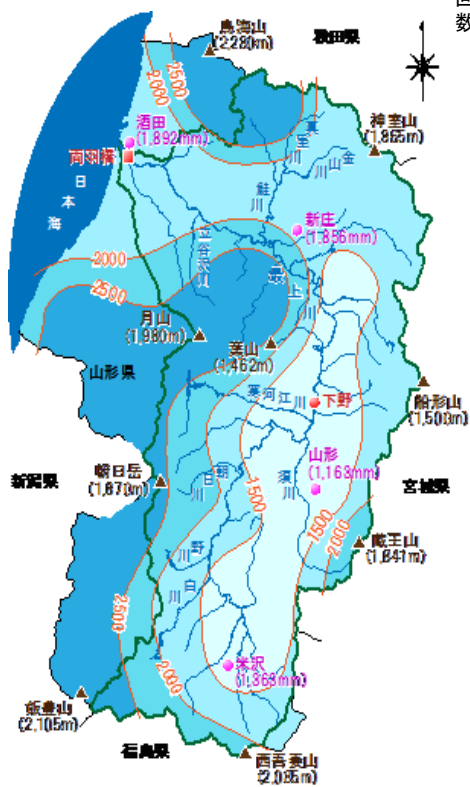 回
数
鳥海山
(2,230m)
秋田県
2000
2500
神室山
(1,365m)
酒田
(1,892mm)
両羽橋
日本海
真室川
金山川
鮭川
新庄
(1,856mm)
立谷沢川
2000
2500
最上川
月山
(1,980m)
葉山
(1,462m)
山形県
寒河江川
下野
船形山
(1,500m)
新潟県
朝日岳
(1,870m)
朝日川
1500
須川
山形
(1,163mm)
宮城県
1500
2000
蔵王山
(1,841m)
野川
白川
2500
2000
米沢
(1,363mm)
飯豊山
(2,105m)
福島県
西吾妻山
(2,035m)